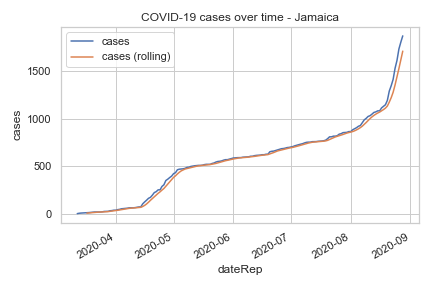 COVID-19 cases over time - Jamaica
cases
cases (rolling)
1500
1000
500
0
cases
2020-04
2020-05
2020-06
2020-07
2020-08
2020-09
dateRep